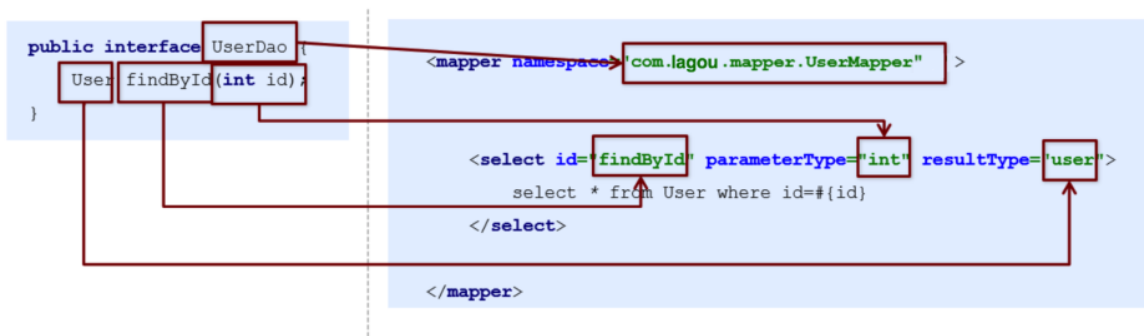 public interface UserDao {
User findById(int id);
}
<mapper namespace="com.lagou.mapper.UserMapper" >
<select id="findById" parameterType="int" resultType="user">
select * from User where id=#{id}
</select>
</mapper>